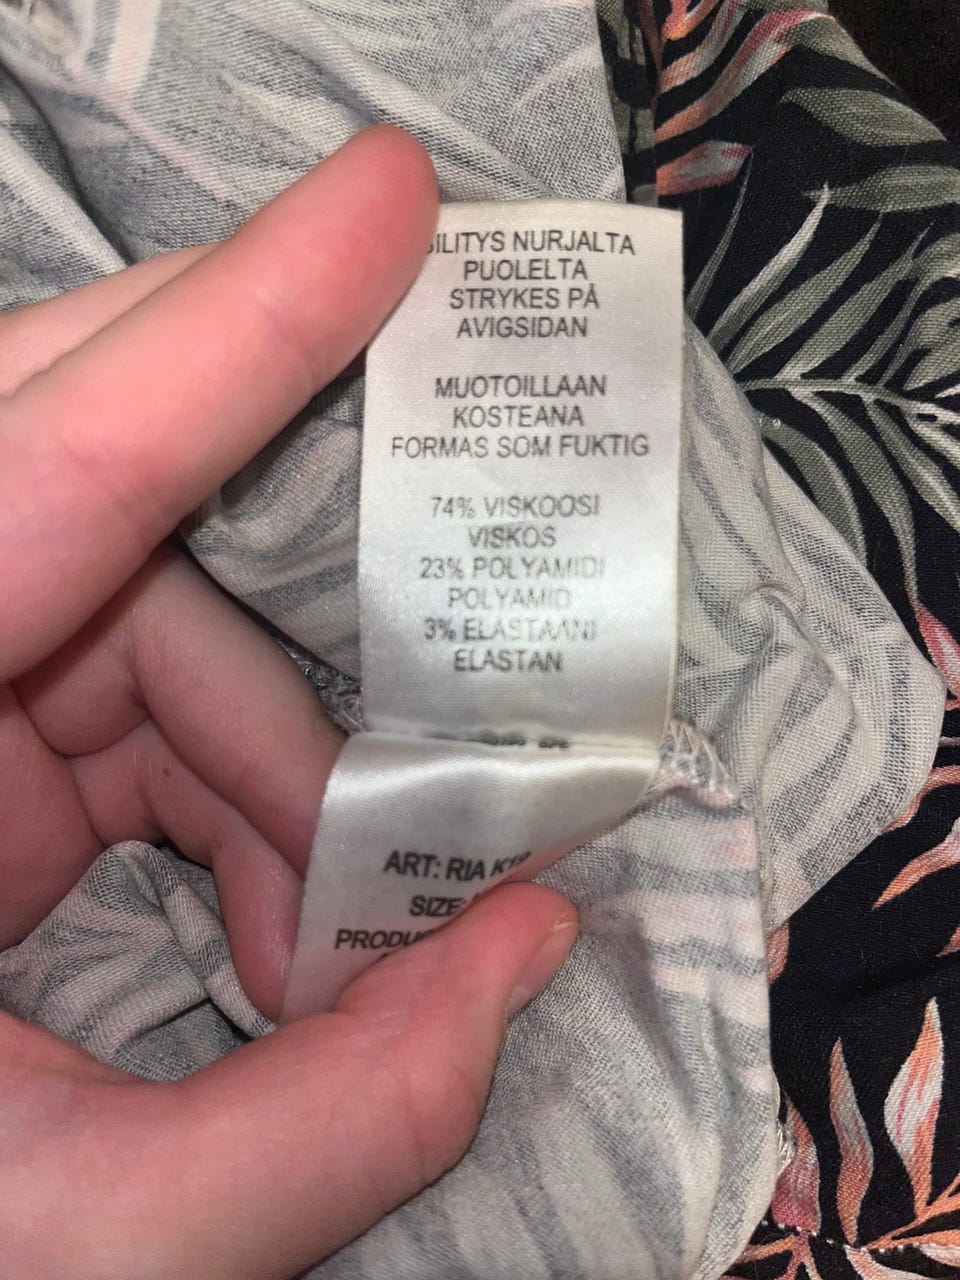 SILITYS NURJALTA
PUOLELTA
STRYKES PÅ
AVIGSIDAN
MUOTOILLAAN
KOSTEANA
FORMAS SOM FUKTIG
74% VISKOOSI
VISKOS
23% POLYAMIDI
POLYAMID
3% ELASTAANI
ELASTAN
ART: RIA
SIZE: